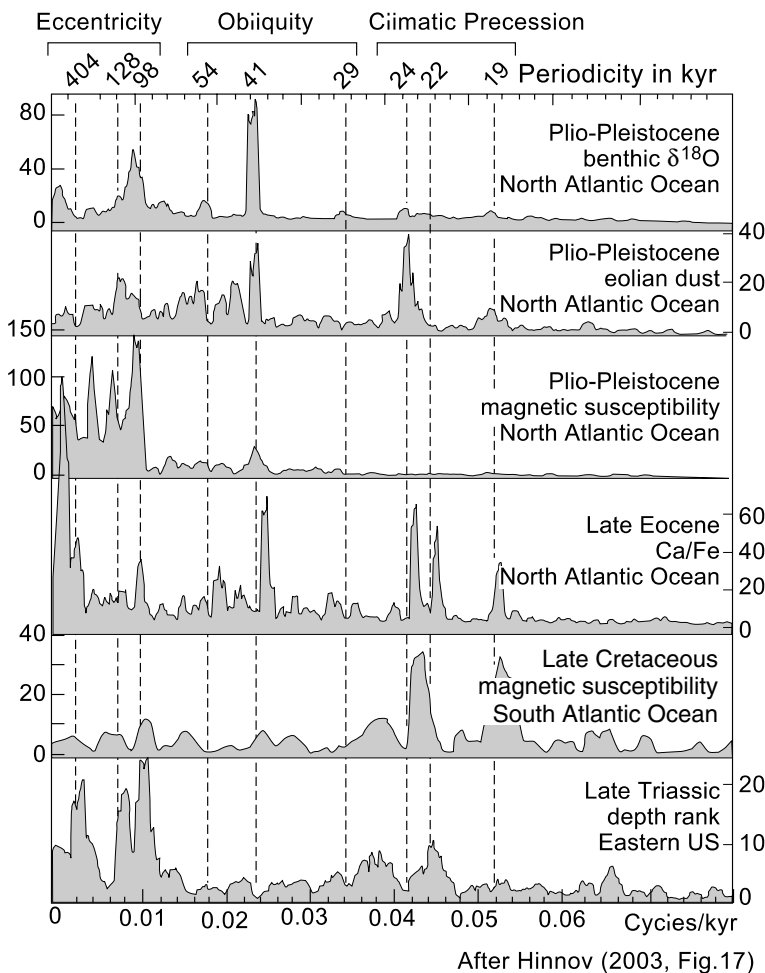 Eccentricity Obiiquity Ciimatic Precession
404 128 98 54 41 29 24 22 19 Periodicity in kyr
80
40
0
Plio-Pleistocene
benthic δ18O
North Atlantic Ocean
40
20
0
Plio-Pleistocene
eolian dust
North Atlantic Ocean
150
100
50
0
Plio-Pleistocene
magnetic susceptibility
North Atlantic Ocean
60
40
20
0
Late Eocene
Ca/Fe
North Atlantic Ocean
40
20
0
Late Cretaceous
magnetic susceptibility
South Atlantic Ocean
20
10
0
Late Triassic
depth rank
Eastern US
0 0.01 0.02 0.03 0.04 0.05 0.06 Cycies/kyr
After Hinnov (2003, Fig.17)